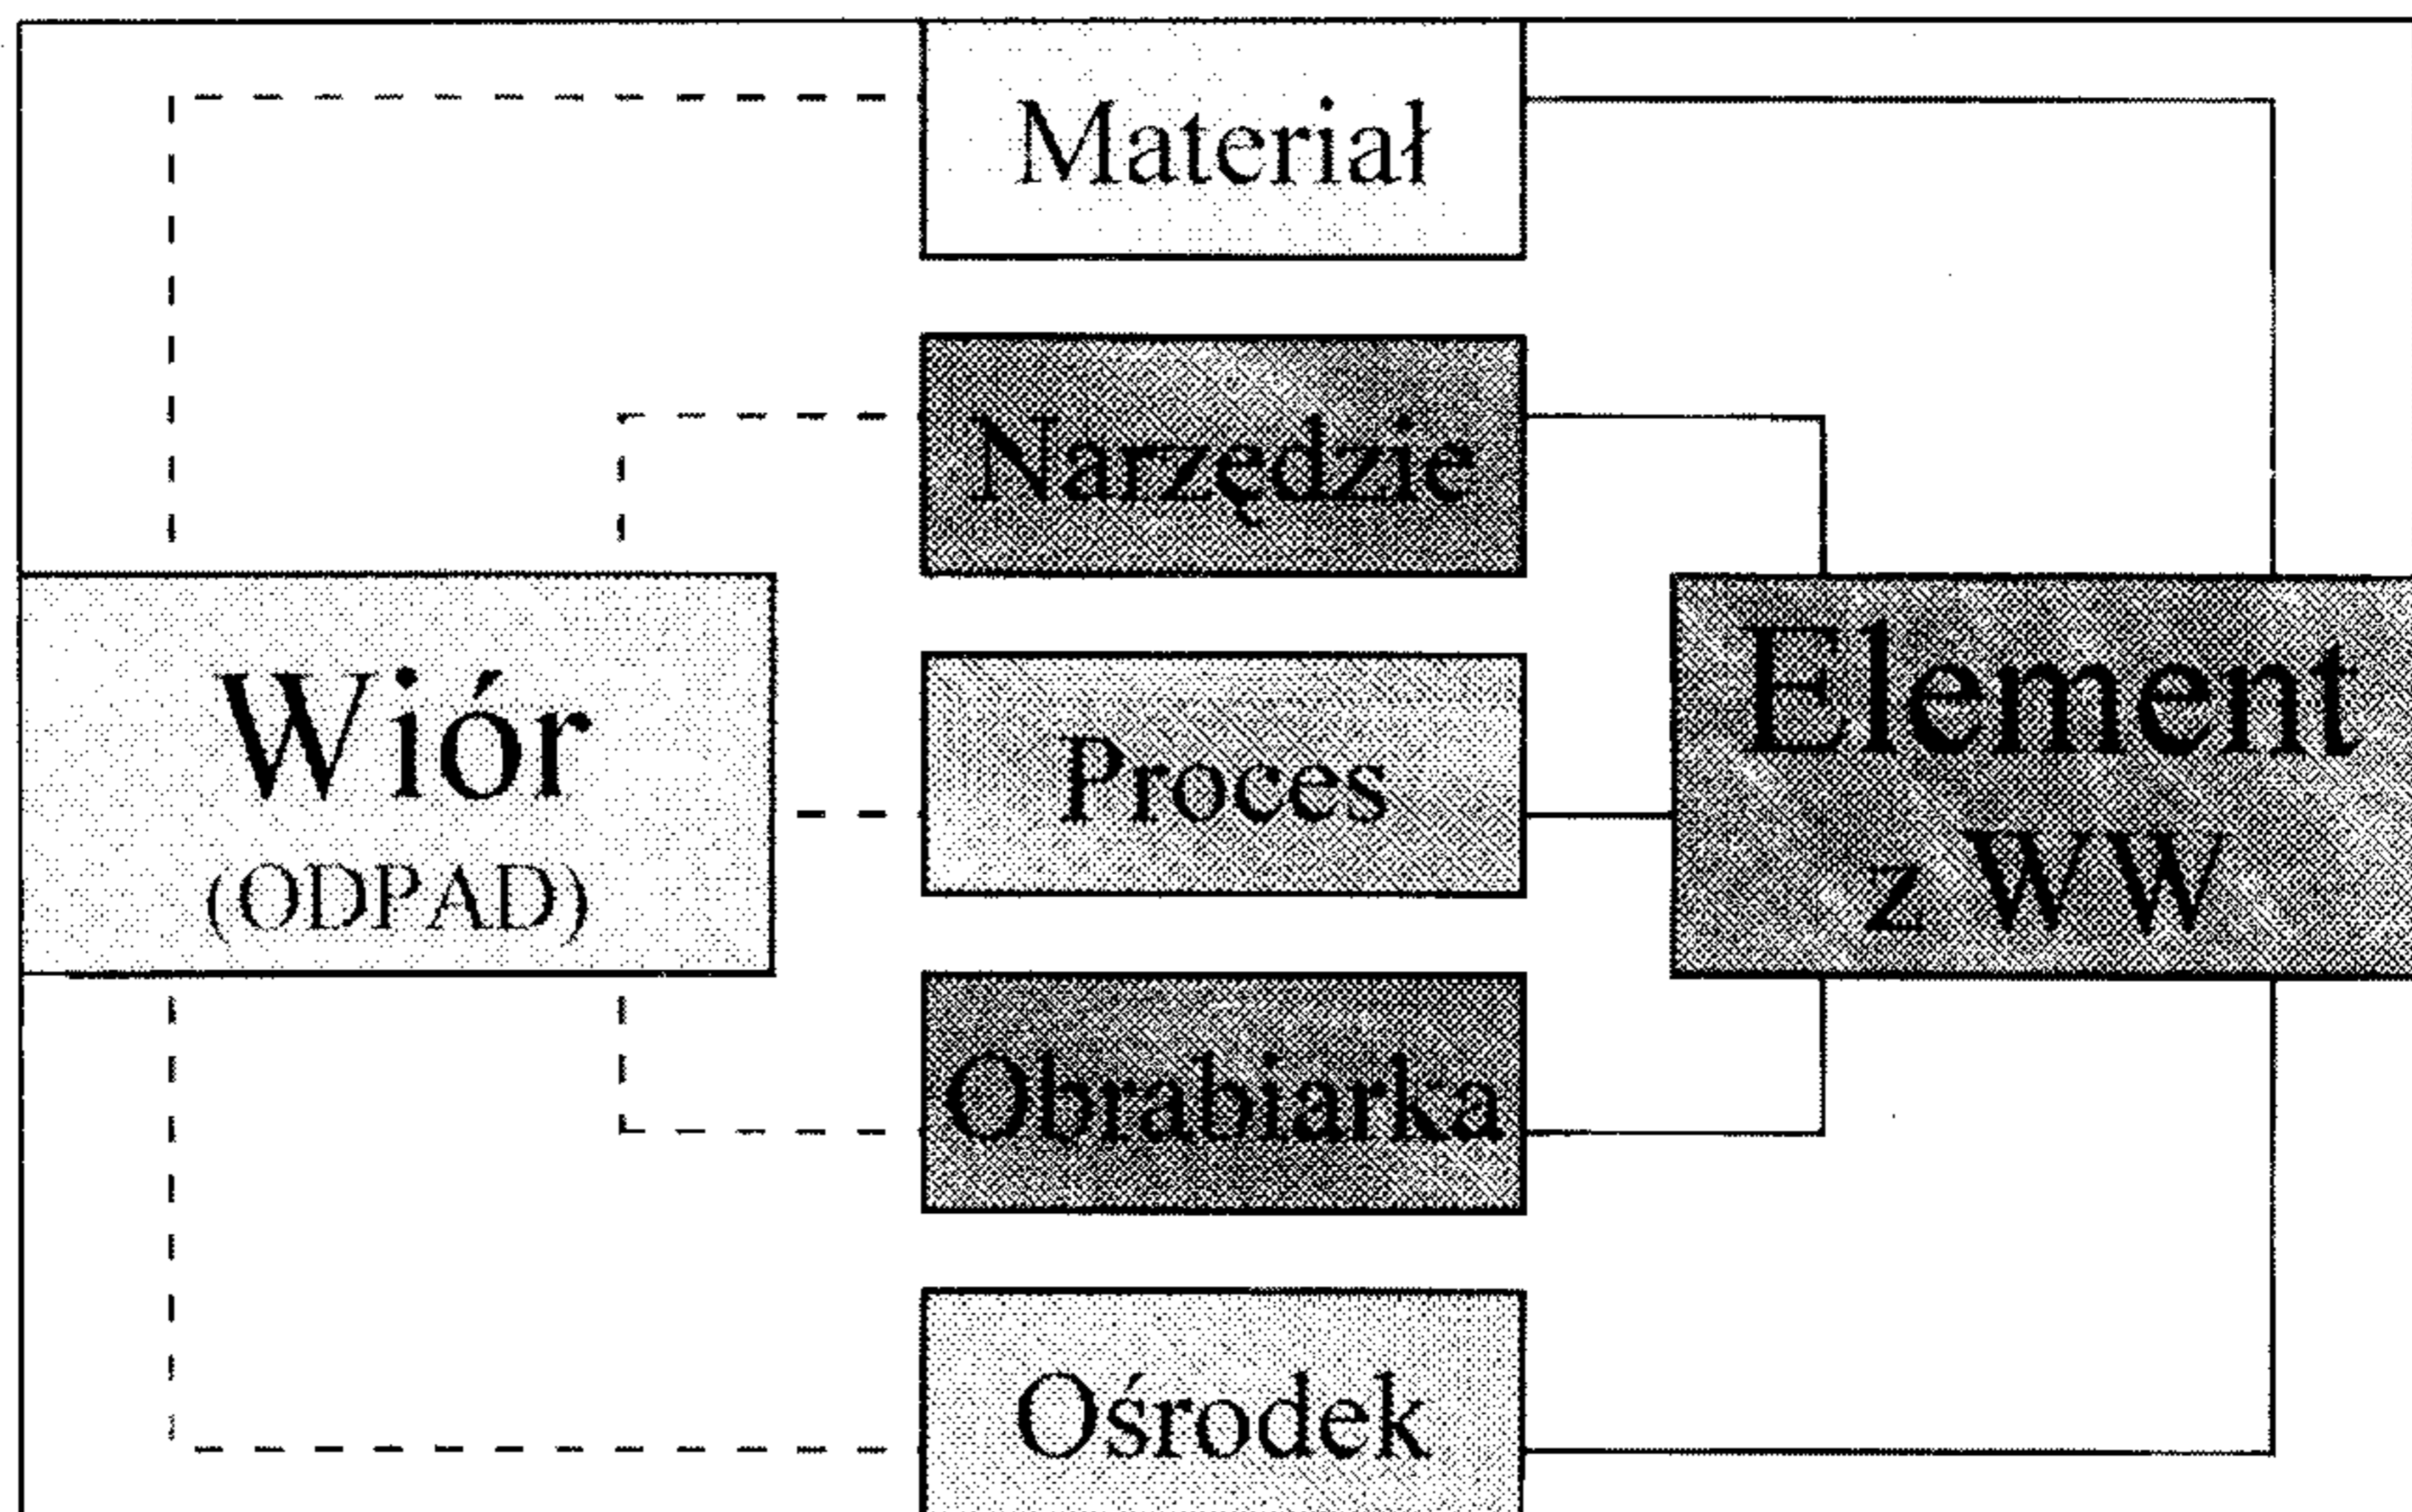 Materiał
Narzędzie
Wiór
(ODPAD)
Proces
Element
z WW
Obrabiarka
Ośrodek